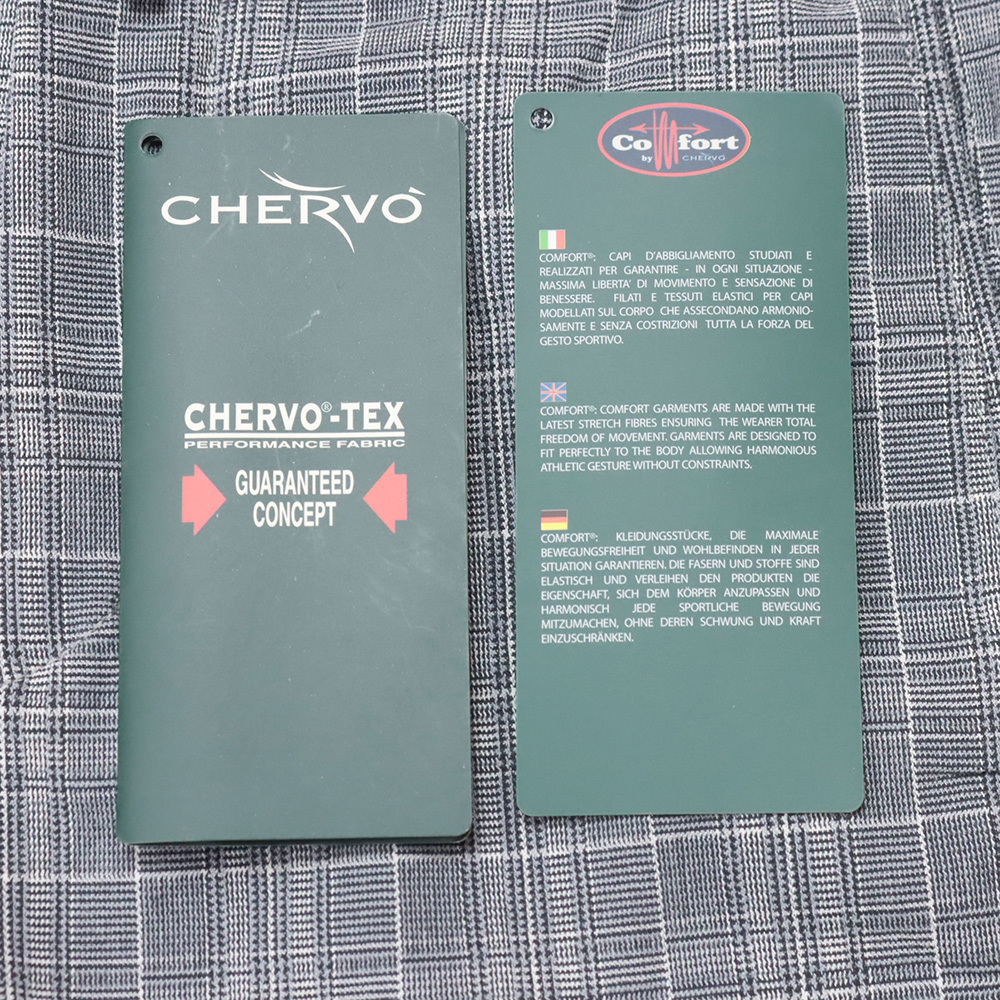 CHERVÒ
CHERVO®-TEX
PERFORMANCE FABRIC
GUARANTEED
CONCEPT
Comfort
by CHERVÒ
COMFORT®: CAPI D'ABBIGLIAMENTO STUDIATI E
REALIZZATI PER GARANTIRE - IN OGNI SITUAZIONE -
MASSIMA LIBERTA' DI MOVIMENTO E SENSAZIONE DI
BENESSERE. FILATI E TESSUTI ELASTICI PER CAPI
MODELLATI SUL CORPO CHE ASSECONDANO ARMONIO-
SAMENTE E SENZA COSTRIZIONI TUTTA LA FORZA DEL
GESTO SPORTIVO.
COMFORT®: COMFORT GARMENTS ARE MADE WITH THE
LATEST STRETCH FIBRES ENSURING THE WEARER TOTAL
FREEDOM OF MOVEMENT. GARMENTS ARE DESIGNED TO
FIT PERFECTLY TO THE BODY ALLOWING HARMONIOUS
ATHLETIC GESTURE WITHOUT CONSTRAINTS.
COMFORT®: KLEIDUNGSSTÜCKE, DIE MAXIMALE
BEWEGUNGSFREIHEIT UND WOHLBEFINDEN IN JEDER
SITUATION GARANTIEREN. DIE FASERN UND STOFFE SIND
ELASTISCH UND VERLEIHEN DEN PRODUKTEN DIE
EIGENSCHAFT, SICH DEM KÖRPER ANZUPASSEN UND
HARMONISCH JEDE SPORTLICHE BEWEGUNG
MITZUMACHEN, OHNE DEREN SCHWUNG UND KRAFT
EINZUSCHRÄNKEN.